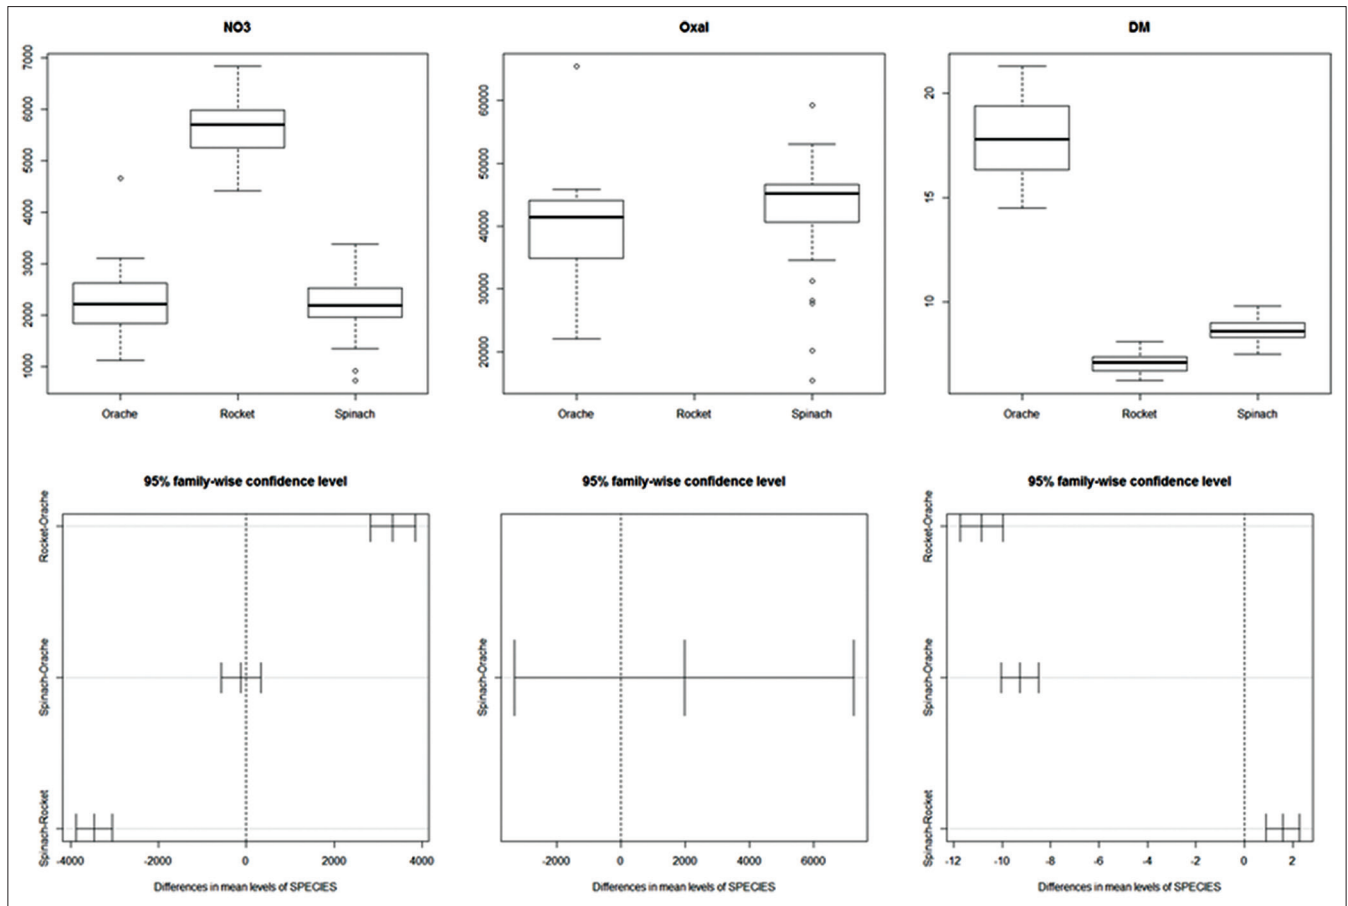 NO3
7000
6000
5000
4000
3000
2000
1000
Orache Rocket Spinach
Oxal
60000
50000
40000
30000
20000
Orache Rocket Spinach
DM
20
15
10
Orache Rocket Spinach
95% family-wise confidence level
Rocket-Orache
Spinach-Orache
Spinach-Rocket
-4000 -2000 0 2000 4000
Differences in mean levels of SPECIES
95% family-wise confidence level
Spinach-Orache
-2000 0 2000 4000 6000
Differences in mean levels of SPECIES
95% family-wise confidence level
Rocket-Orache
Spinach-Orache
Spinach-Rocket
-12 -10 -8 -6 -4 -2 0 2
Differences in mean levels of SPECIES